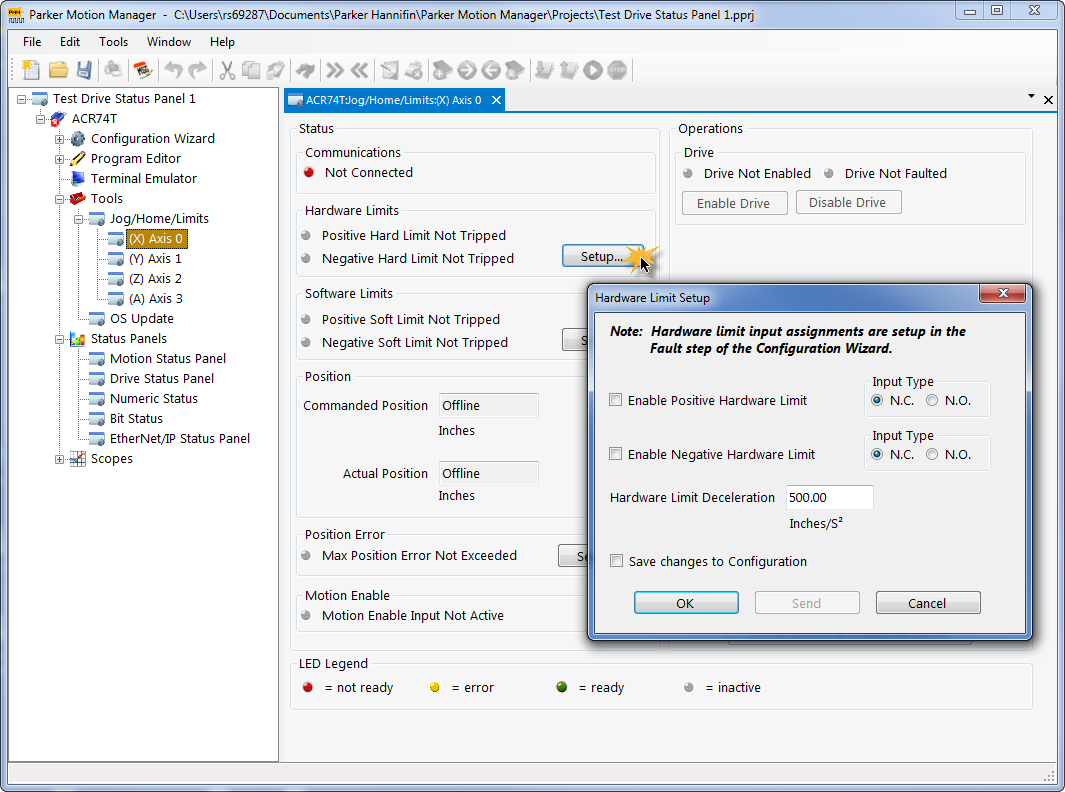 Parker Motion Manager - C:\Users\rs69287\Documents\Parker Hannifin\Parker Motion Manager\Projects\Test Drive Status Panel 1.pprj
File Edit Tools Window Help
Test Drive Status Panel 1
ACR74T
Configuration Wizard
Program Editor
Terminal Emulator
Tools
Jog/Home/Limits
(X) Axis 0
(Y) Axis 1
(Z) Axis 2
(A) Axis 3
OS Update
Status Panels
Motion Status Panel
Drive Status Panel
Numeric Status
Bit Status
EtherNet/IP Status Panel
Scopes
ACR74T:Jog/Home/Limits:(X) Axis 0
Status
Communications
Not Connected
Hardware Limits
Positive Hard Limit Not Tripped
Negative Hard Limit Not Tripped
Setup...
Software Limits
Positive Soft Limit Not Tripped
Negative Soft Limit Not Tripped
Position
Commanded Position Offline
Inches
Actual Position Offline
Inches
Position Error
Max Position Error Not Exceeded
Motion Enable
Motion Enable Input Not Active
Operations
Drive
Drive Not Enabled Drive Not Faulted
Enable Drive Disable Drive
Hardware Limit Setup
Note: Hardware limit input assignments are setup in the
Fault step of the Configuration Wizard.
Input Type
Enable Positive Hardware Limit N.C. N.O.
Input Type
Enable Negative Hardware Limit N.C. N.O.
Hardware Limit Deceleration 500.00
Inches/S²
Save changes to Configuration
OK Send Cancel
LED Legend
= not ready = error = ready = inactive